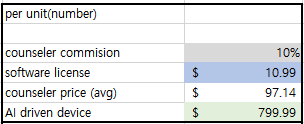 per unit(number)
counseler commision 10%
software license $ 10.99
counseler price (avg) $ 97.14
AI driven device $ 799.99